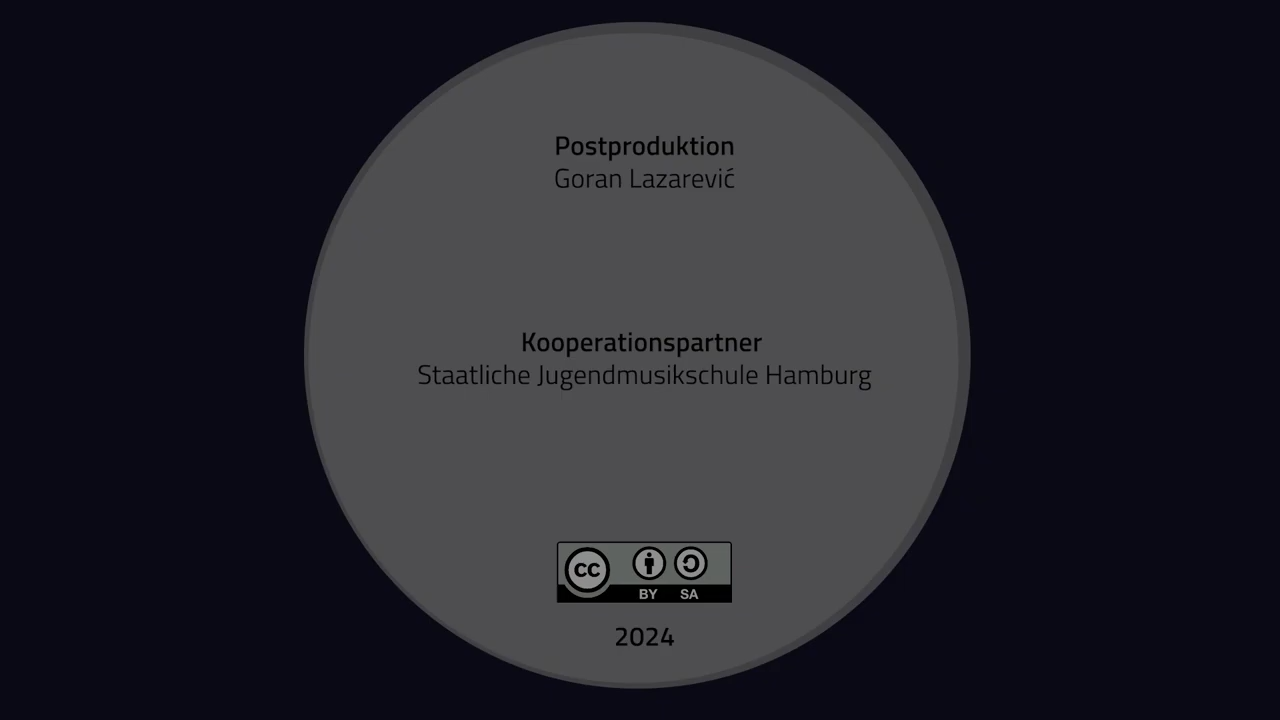 Postproduktion
Goran Lazarević
Kooperationspartner
Staatliche Jugendmusikschule Hamburg
CC BY SA
2024